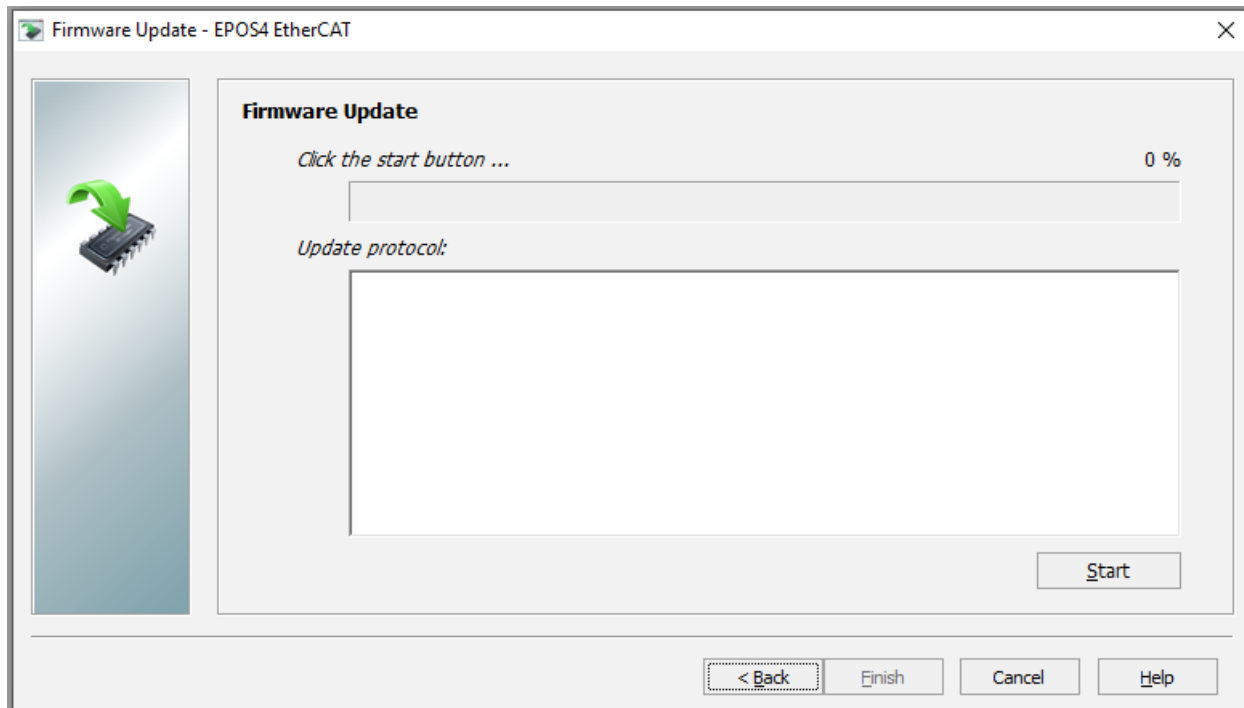 Firmware Update - EPOS4 EtherCAT
Firmware Update
Click the start button ... 0 %
Update protocol:
Start
< Back Finish Cancel Help